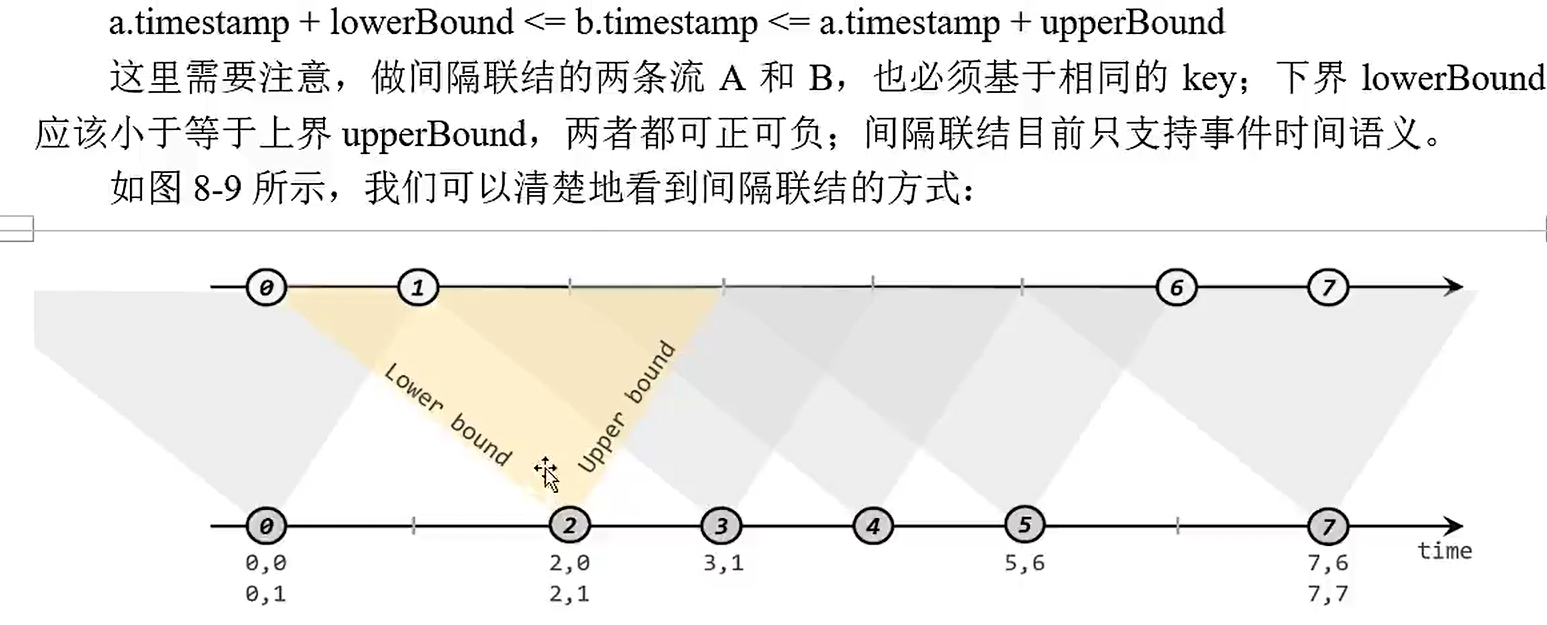 a.timestamp + lowerBound <= b.timestamp <= a.timestamp + upperBound
这里需要注意，做间隔联结的两条流 A 和 B，也必须基于相同的 key；下界 lowerBound
应该小于等于上界 upperBound，两者都可正可负；间隔联结目前只支持事件时间语义。
如图 8-9 所示，我们可以清楚地看到间隔联结的方式：
0 1 6 7
Lower bound
Upper bound
0 2 3 4 5 7
time
0,0 2,0 3,1 5,6 7,6
0,1 2,1 7,7